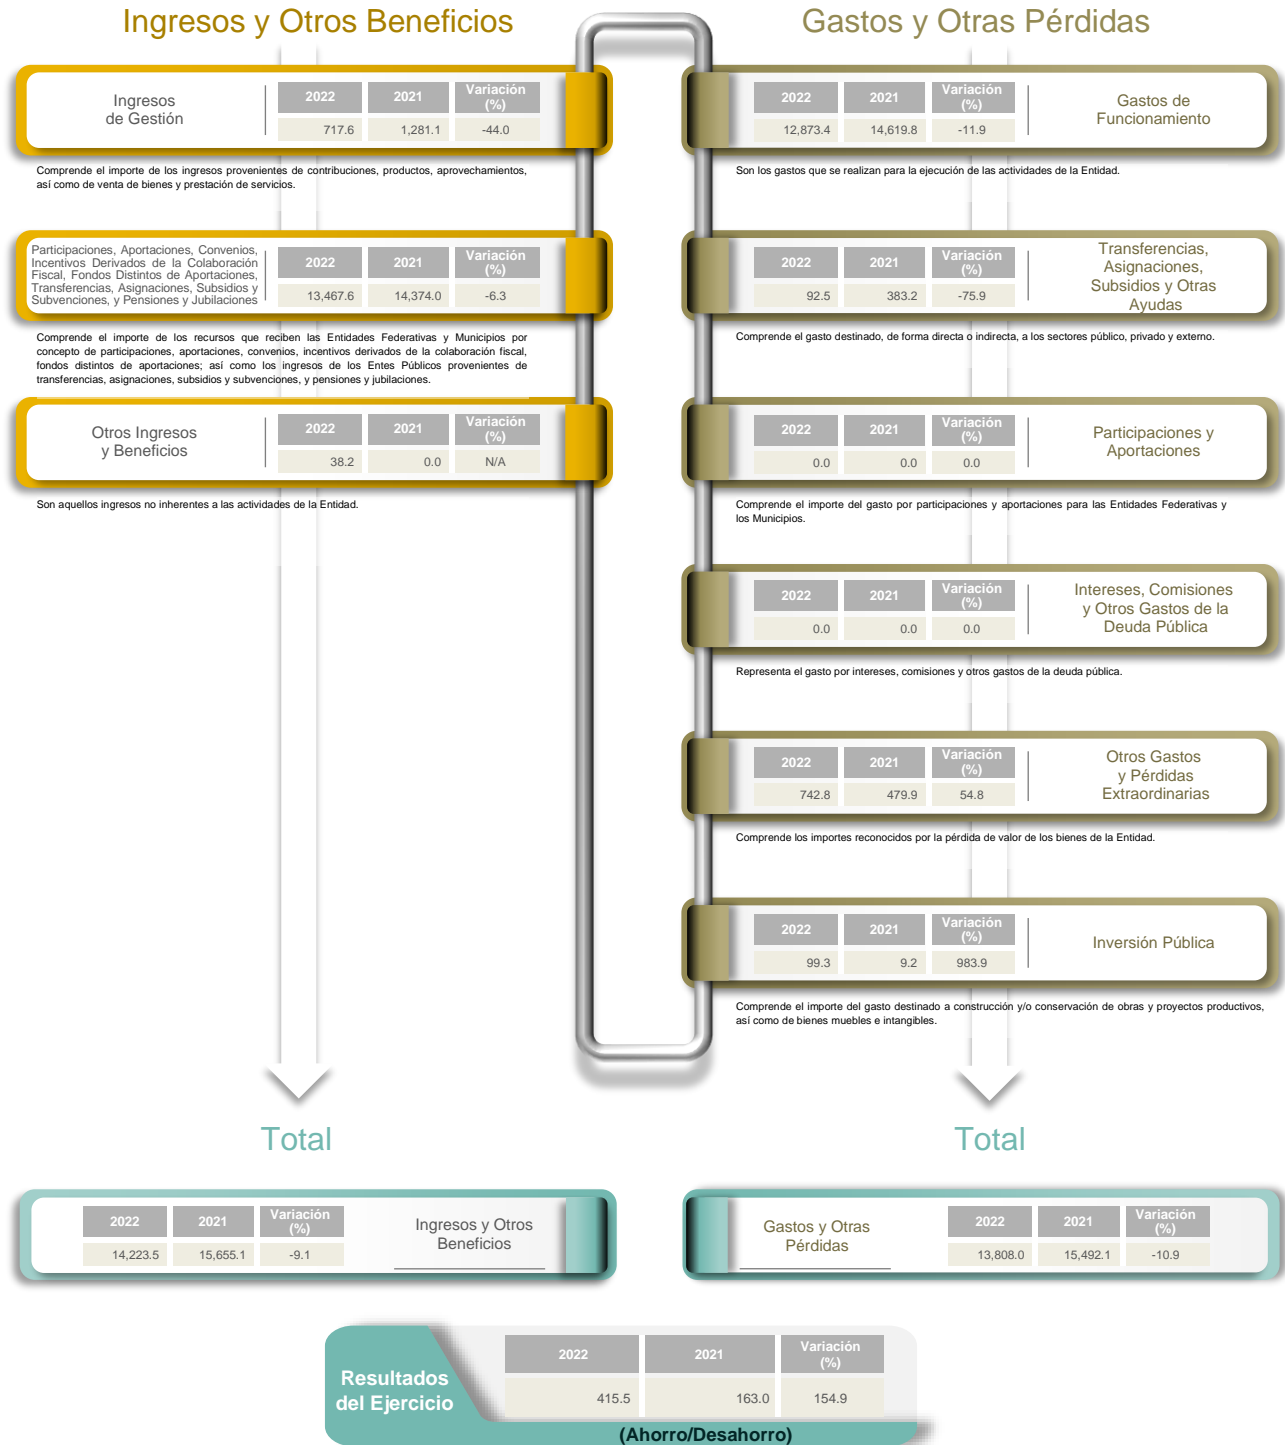 Ingresos y Otros Beneficios
Ingresos
de Gestión
2022 2021 Variación
(%)
717.6 1,281.1 -44.0
Comprende el importe de los ingresos provenientes de contribuciones, productos, aprovechamientos,
así como de venta de bienes y prestación de servicios.
Participaciones, Aportaciones, Convenios,
Incentivos Derivados de la Colaboración
Fiscal, Fondos Distintos de Aportaciones,
Transferencias, Asignaciones, Subsidios y
Subvenciones, y Pensiones y Jubilaciones
2022 2021 Variación
(%)
13,467.6 14,374.0 -6.3
Comprende el importe de los recursos que reciben las Entidades Federativas y Municipios por
concepto de participaciones, aportaciones, convenios, incentivos derivados de la colaboración fiscal,
fondos distintos de aportaciones; así como los ingresos de los Entes Públicos provenientes de
transferencias, asignaciones, subsidios y subvenciones, y pensiones y jubilaciones.
Otros Ingresos
y Beneficios
2022 2021 Variación
(%)
38.2 0.0 N/A
Son aquellos ingresos no inherentes a las actividades de la Entidad.
Gastos y Otras Pérdidas
2022 2021 Variación
(%)
12,873.4 14,619.8 -11.9
Gastos de
Funcionamiento
Son los gastos que se realizan para la ejecución de las actividades de la Entidad.
2022 2021 Variación
(%)
92.5 383.2 -75.9
Transferencias,
Asignaciones,
Subsidios y Otras
Ayudas
Comprende el gasto destinado, de forma directa o indirecta, a los sectores público, privado y externo.
2022 2021 Variación
(%)
0.0 0.0 0.0
Participaciones y
Aportaciones
Comprende el importe del gasto por participaciones y aportaciones para las Entidades Federativas y
los Municipios.
2022 2021 Variación
(%)
0.0 0.0 0.0
Intereses, Comisiones
y Otros Gastos de la
Deuda Pública
Representa el gasto por intereses, comisiones y otros gastos de la deuda pública.
2022 2021 Variación
(%)
742.8 479.9 54.8
Otros Gastos
y Pérdidas
Extraordinarias
Comprende los importes reconocidos por la pérdida de valor de los bienes de la Entidad.
2022 2021 Variación
(%)
99.3 9.2 983.9
Inversión Pública
Comprende el importe del gasto destinado a construcción y/o conservación de obras y proyectos productivos,
así como de bienes muebles e intangibles.
Total
2022 2021 Variación
(%)
14,223.5 15,655.1 -9.1
Ingresos y Otros
Beneficios
Total
Gastos y Otras
Pérdidas
2022 2021 Variación
(%)
13,808.0 15,492.1 -10.9
Resultados
del Ejercicio
2022 2021 Variación
(%)
415.5 163.0 154.9
(Ahorro/Desahorro)